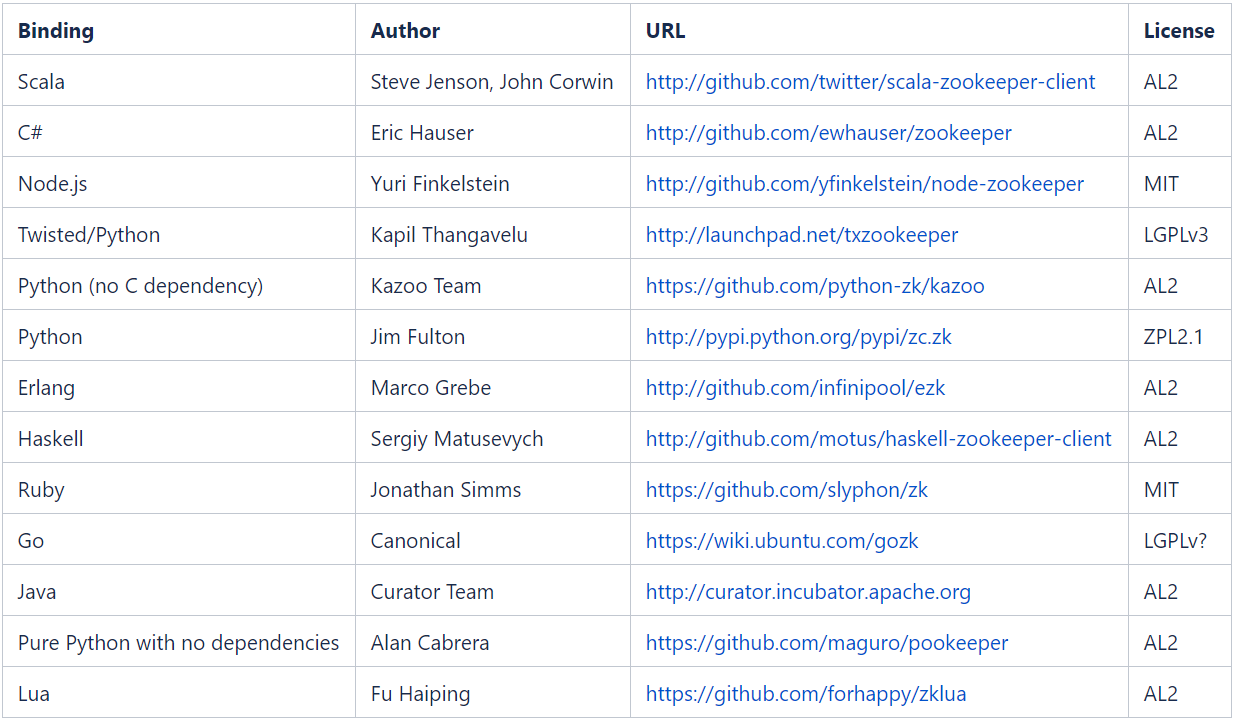 Binding Author URL License
Scala Steve Jenson, John Corwin http://github.com/twitter/scala-zookeeper-client AL2
C# Eric Hauser http://github.com/ewhauser/zookeeper AL2
Node.js Yuri Finkelstein http://github.com/yfinkelstein/node-zookeeper MIT
Twisted/Python Kapil Thangavelu http://launchpad.net/txzookeeper LGPLv3
Python (no C dependency) Kazoo Team https://github.com/python-zk/kazoo AL2
Python Jim Fulton http://pypi.python.org/pypi/zc.zk ZPL2.1
Erlang Marco Grebe http://github.com/infinipool/ezk AL2
Haskell Sergiy Matusevych http://github.com/motus/haskell-zookeeper-client AL2
Ruby Jonathan Simms https://github.com/slyphon/zk MIT
Go Canonical https://wiki.ubuntu.com/gozk LGPLv?
Java Curator Team http://curator.incubator.apache.org AL2
Pure Python with no dependencies Alan Cabrera https://github.com/maguro/pookeeper AL2
Lua Fu Haiping https://github.com/forhappy/zklua AL2